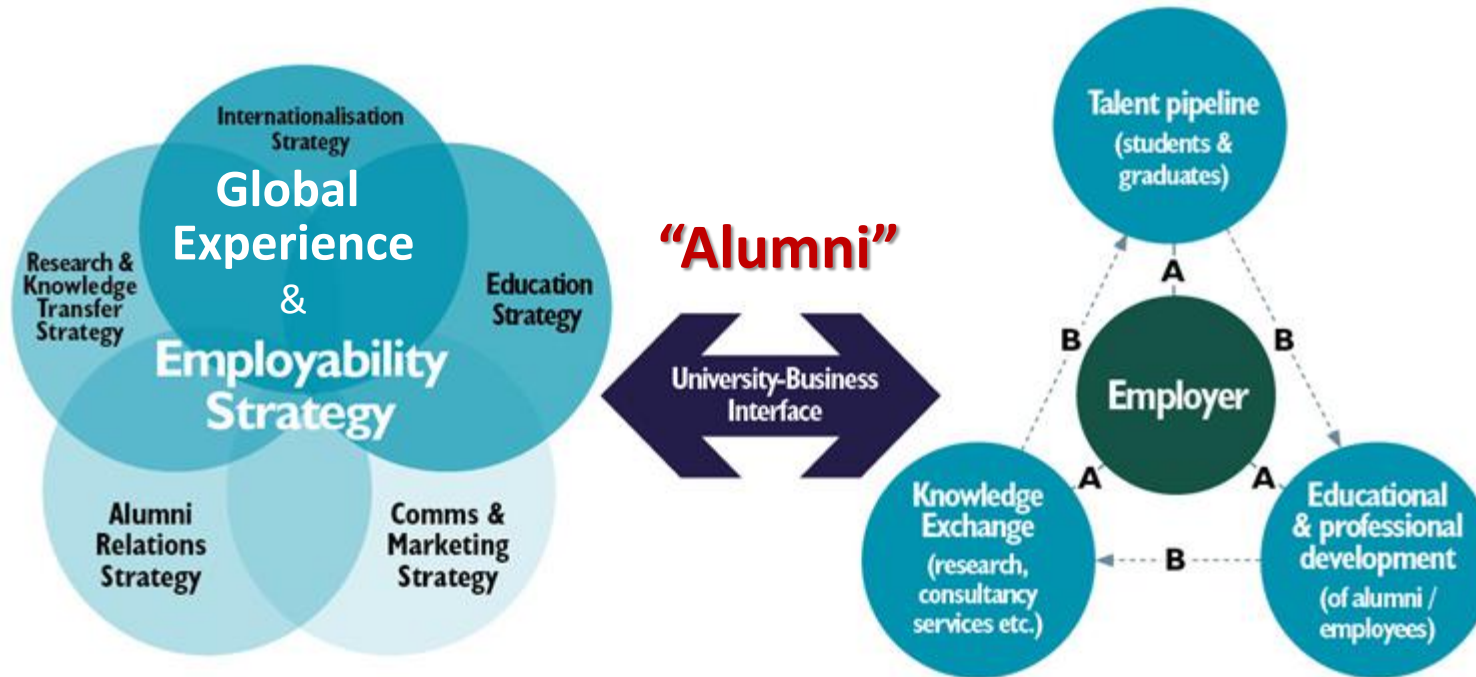 Internationalisation
Strategy
Global
Experience
&
Employability
Strategy
Research &
Knowledge
Transfer
Strategy
Education
Strategy
Alumni
Relations
Strategy
Comms &
Marketing
Strategy
“Alumni”
University-Business
Interface
Talent pipeline
(students &
graduates)
A
B
B
Employer
A
A
Knowledge
Exchange
(research,
consultancy
services etc.)
B
Educational
& professional
development
(of alumni /
employees)